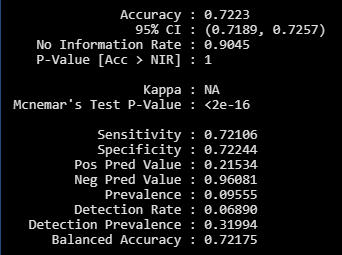 Accuracy : 0.7223
95% CI : (0.7189, 0.7257)
No Information Rate : 0.9045
P-Value [Acc > NIR] : 1
Kappa : NA
Mcnemar's Test P-Value : <2e-16
Sensitivity : 0.72106
Specificity : 0.72244
Pos Pred Value : 0.21534
Neg Pred Value : 0.96081
Prevalence : 0.09555
Detection Rate : 0.06890
Detection Prevalence : 0.31994
Balanced Accuracy : 0.72175